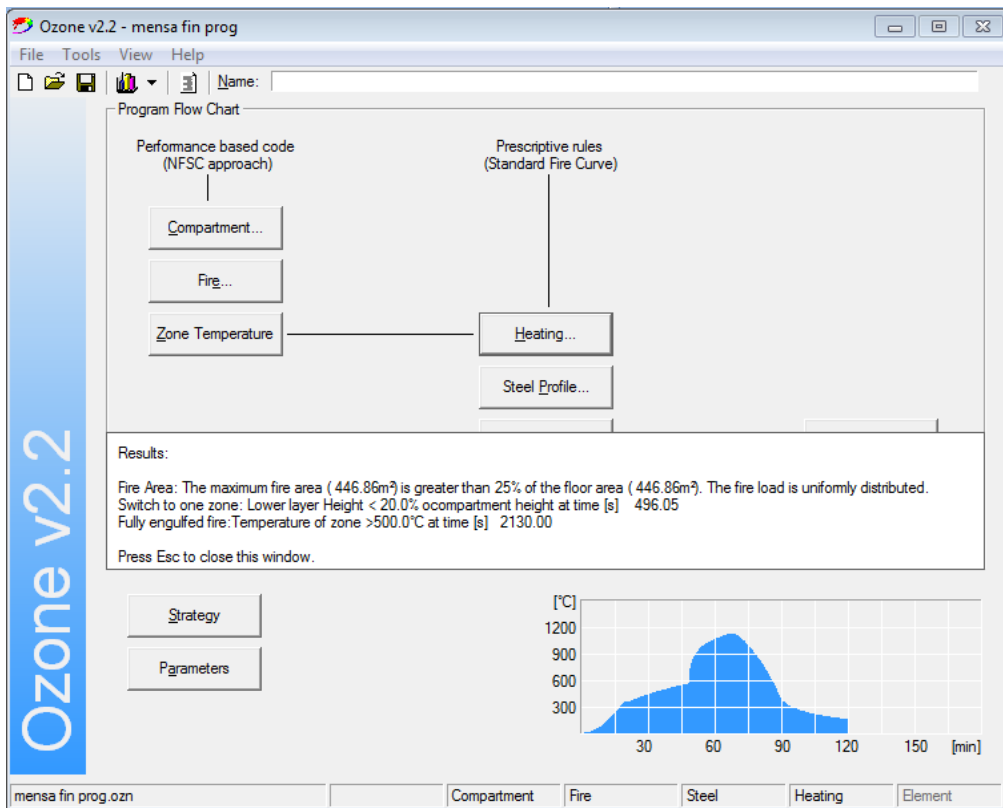 Ozone v2.2 - mensa fin prog
File Tools View Help
Name:
Program Flow Chart
Performance based code
(NFSC approach)
Prescriptive rules
(Standard Fire Curve)
Compartment...
Fire...
Zone Temperature
Heating...
Steel Profile...
Results:
Fire Area: The maximum fire area ( 446.86m²) is greater than 25% of the floor area ( 446.86m²). The fire load is uniformly distributed.
Switch to one zone: Lower layer Height < 20.0% ocompartment height at time [s] 496.05
Fully engulfed fire:Temperature of zone >500.0°C at time [s] 2130.00
Press Esc to close this window.
Strategy
Parameters
[°C]
1200
900
600
300
30 60 90 120 150 [min]
Ozone v2.2
mensa fin prog.ozn Compartment Fire Steel Heating Element